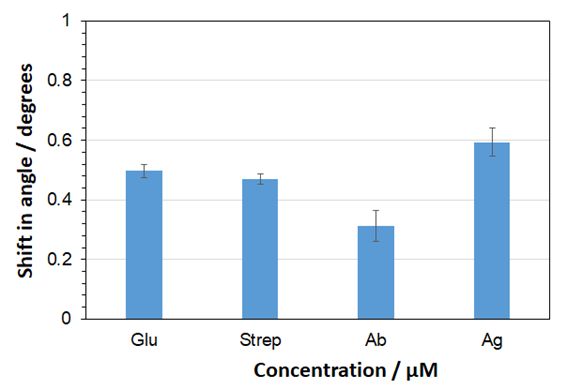 1
0.8
0.6
0.4
0.2
0
Shift in angle / degrees
Glu Strep Ab Ag
Concentration / µM